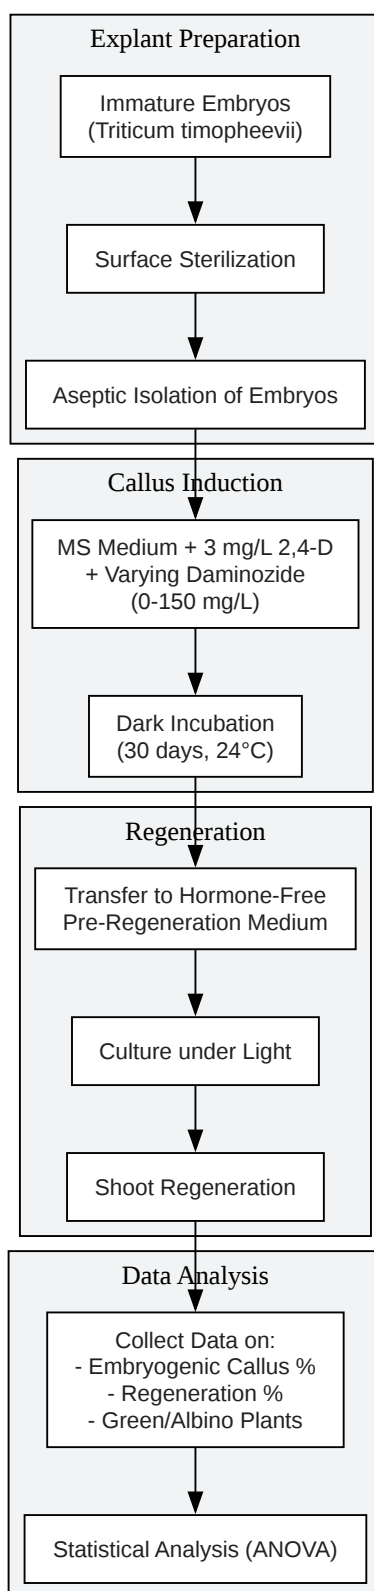 Explant Preparation
Immature Embryos
(Triticum timopheevii)
Surface Sterilization
Aseptic Isolation of Embryos
Callus Induction
MS Medium + 3 mg/L 2,4-D
+ Varying Daminozide
(0-150 mg/L)
Dark Incubation
(30 days, 24°C)
Regeneration
Transfer to Hormone-Free
Pre-Regeneration Medium
Culture under Light
Shoot Regeneration
Data Analysis
Collect Data on:
- Embryogenic Callus %
- Regeneration %
- Green/Albino Plants
Statistical Analysis (ANOVA)